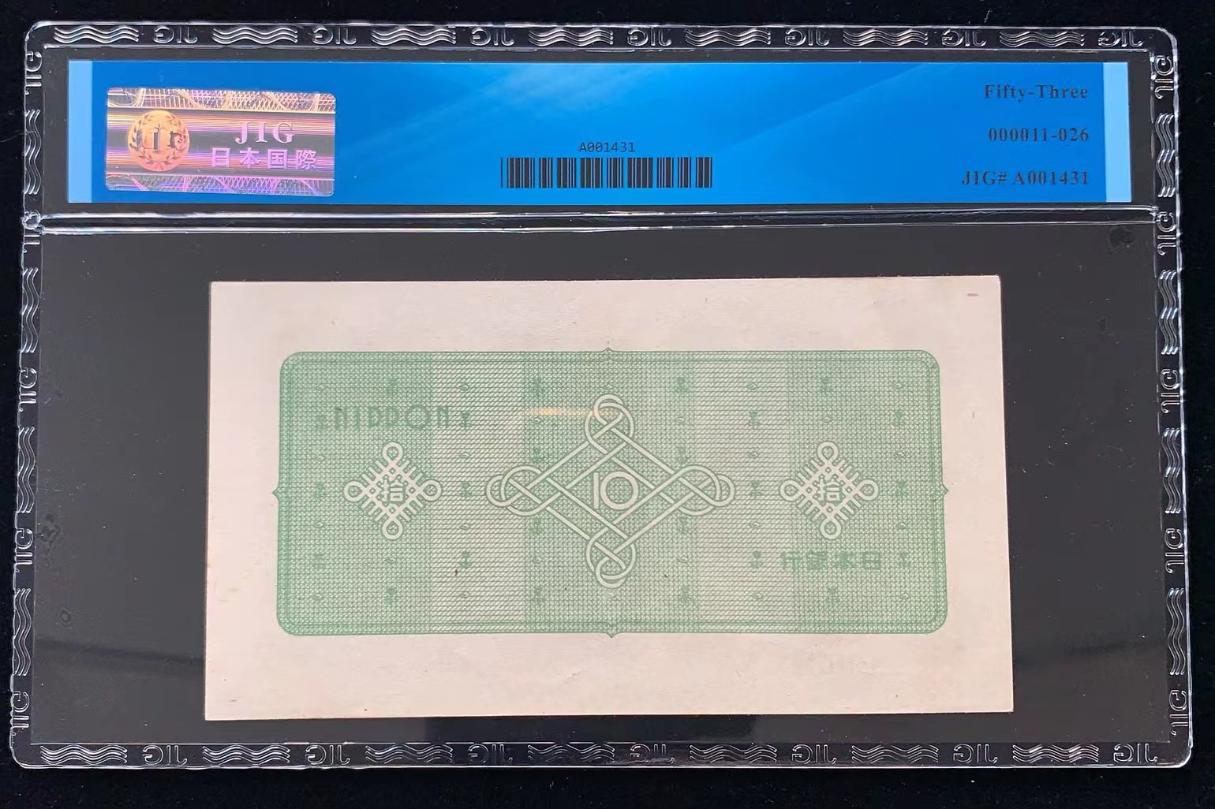 JIG
日本国際
A001431
Fifty-Three
000011-026
JIG# A001431
NIPPON
拾
10
拾
行銀本日